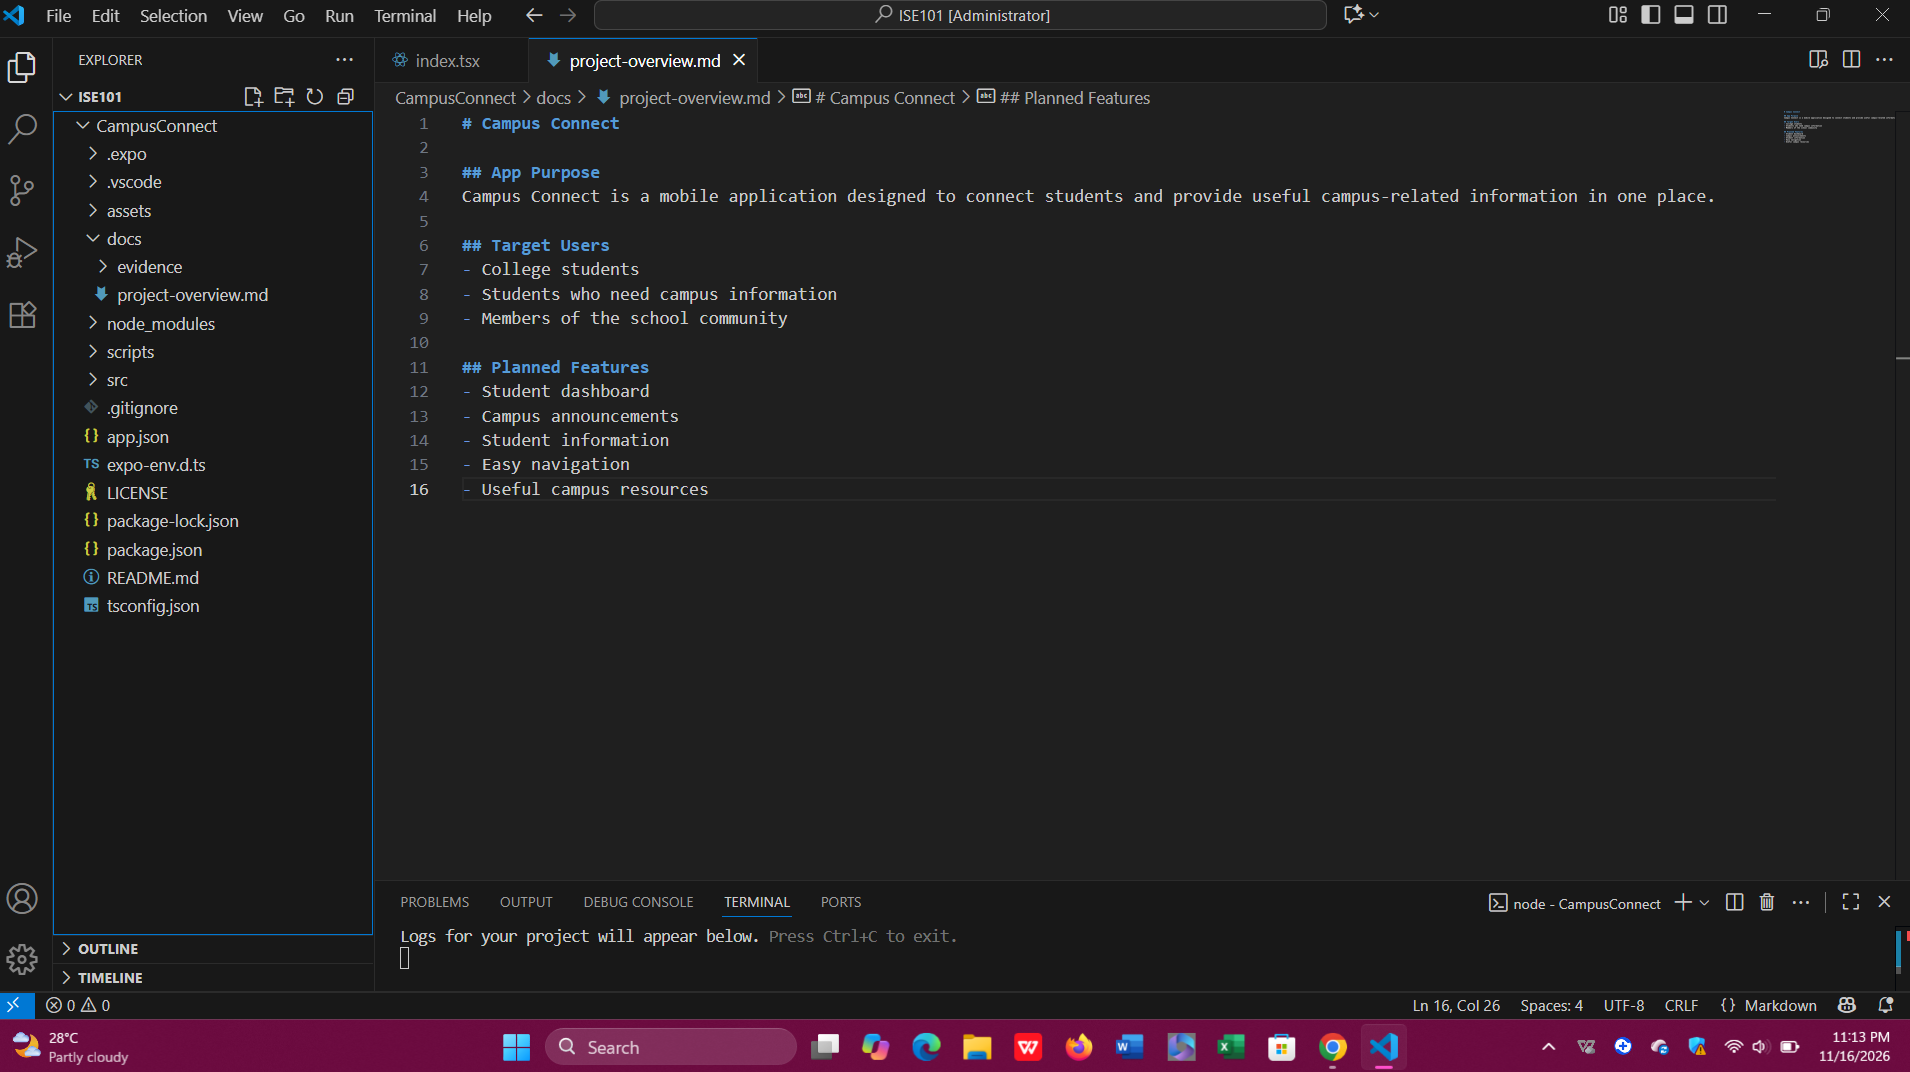 File Edit Selection View Go Run Terminal Help
ISE101 [Administrator]
EXPLORER
ISE101
CampusConnect
.expo
.vscode
assets
docs
evidence
project-overview.md
node_modules
scripts
src
.gitignore
{} app.json
TS expo-env.d.ts
LICENSE
{} package-lock.json
{} package.json
README.md
TS tsconfig.json
OUTLINE
TIMELINE
index.tsx project-overview.md
CampusConnect > docs > project-overview.md > # Campus Connect > ## Planned Features
1 # Campus Connect
2
3 ## App Purpose
4 Campus Connect is a mobile application designed to connect students and provide useful campus-related information in one place.
5
6 ## Target Users
7 - College students
8 - Students who need campus information
9 - Members of the school community
10
11 ## Planned Features
12 - Student dashboard
13 - Campus announcements
14 - Student information
15 - Easy navigation
16 - Useful campus resources
PROBLEMS OUTPUT DEBUG CONSOLE TERMINAL PORTS
node - CampusConnect
Logs for your project will appear below. Press Ctrl+C to exit.
0 0
Ln 16, Col 26 Spaces: 4 UTF-8 CRLF {} Markdown
28°C
Partly cloudy
Search
11:13 PM
11/16/2026